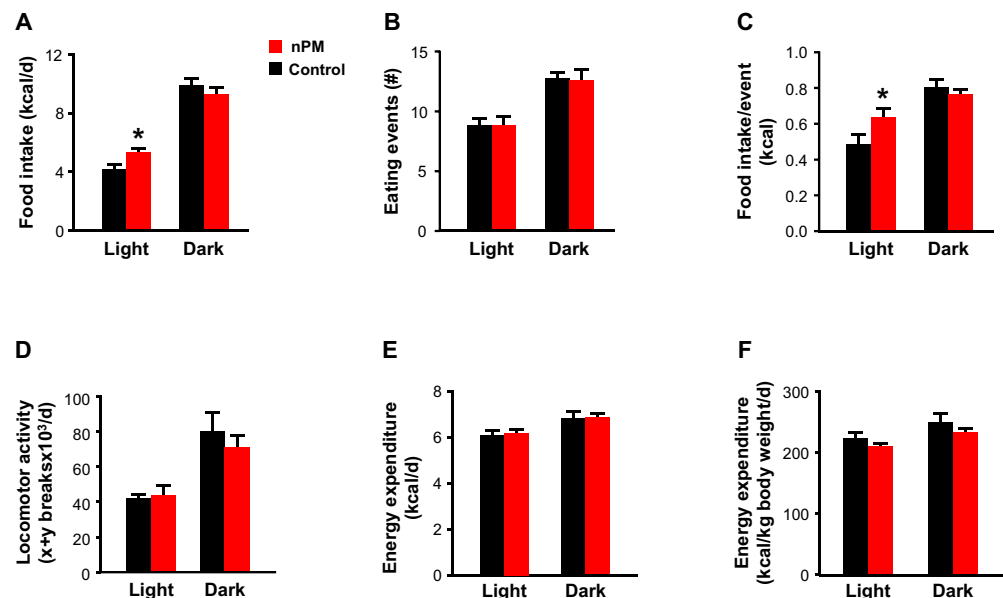 A
Food intake (kcal/d)
12
8
4
0
*
Light Dark
nPM
Control
B
Eating events (#)
15
10
5
0
Light Dark
C
Food intake/event
(kcal)
1.0
0.8
0.6
0.4
0.2
0.0
*
Light Dark
D
Locomotor activity
(x+y breaksx10³/d)
100
80
60
40
20
0
Light Dark
E
Energy expenditure
(kcal/d)
8
6
4
2
0
Light Dark
F
Energy expenditure
(kcal/kg body weight/d)
300
200
100
0
Light Dark